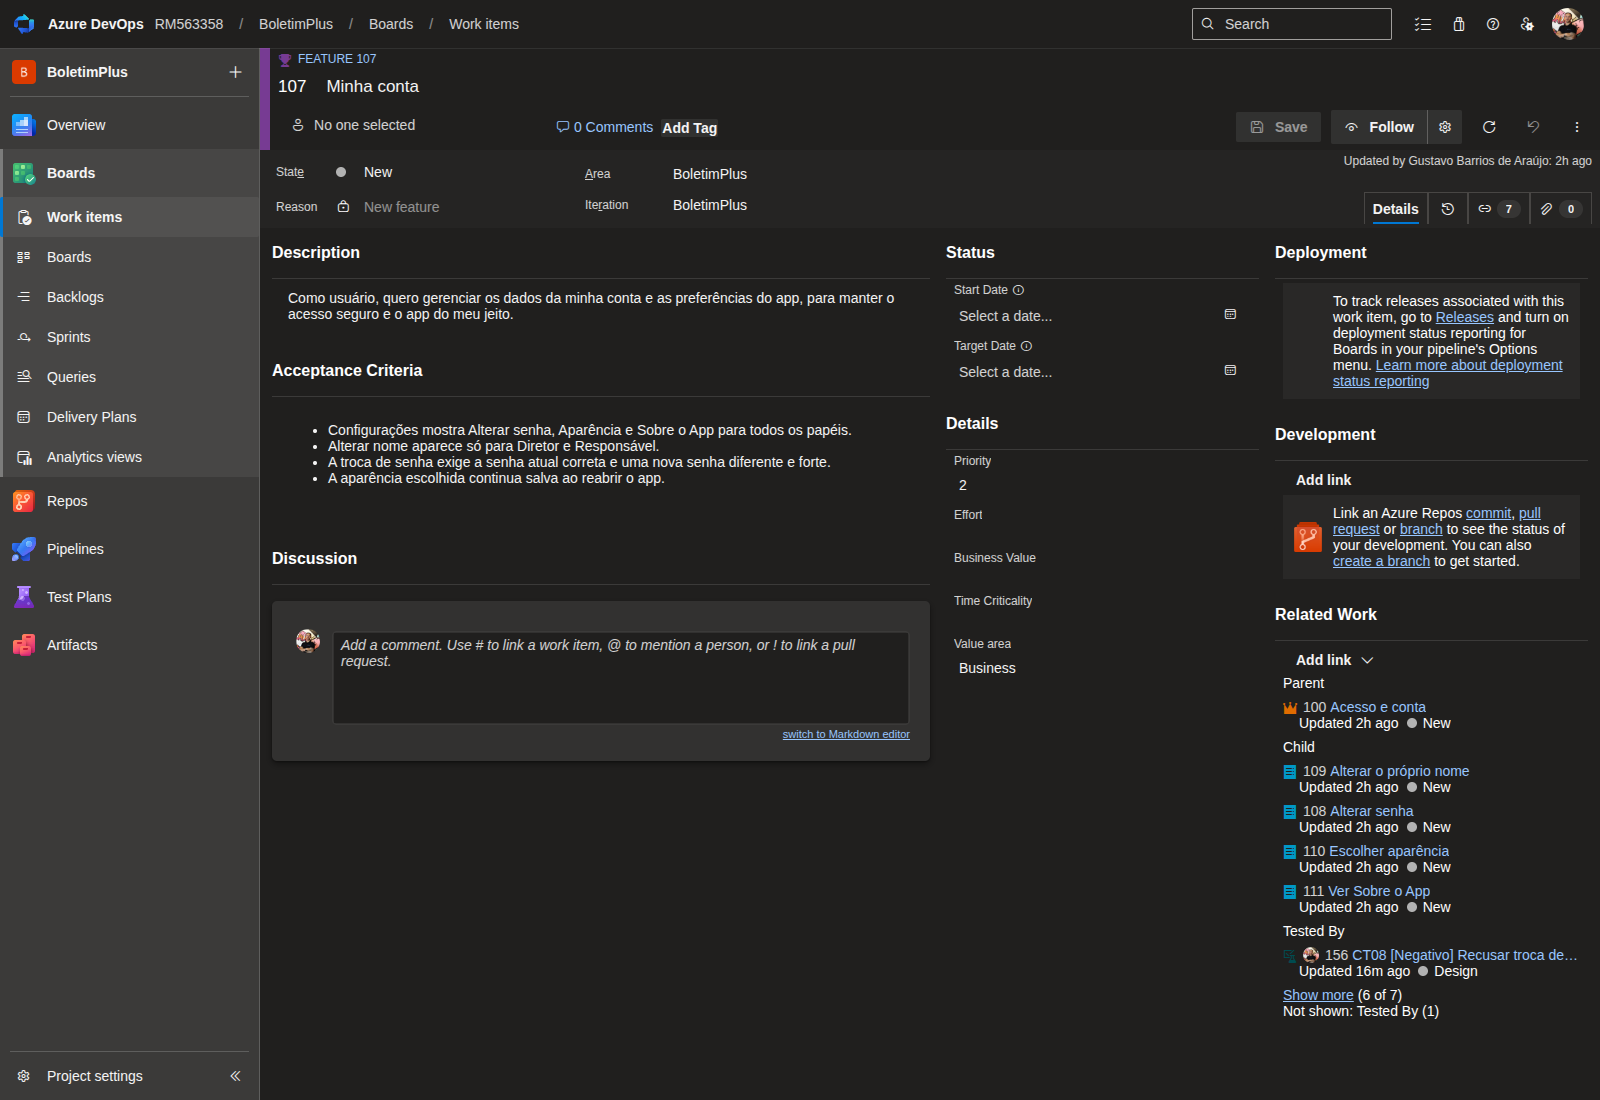 Azure DevOps RM563358 / BoletimPlus / Boards / Work items
Search
B BoletimPlus
Overview
Boards
Work items
Boards
Backlogs
Sprints
Queries
Delivery Plans
Analytics views
Repos
Pipelines
Test Plans
Artifacts
Project settings
FEATURE 107
107 Minha conta
No one selected
0 Comments Add Tag
Save
Follow
Updated by Gustavo Barrios de Araújo: 2h ago
State New
Reason New feature
Area BoletimPlus
Iteration BoletimPlus
Details
7
0
Description
Como usuário, quero gerenciar os dados da minha conta e as preferências do app, para manter o
acesso seguro e o app do meu jeito.
Acceptance Criteria
Configurações mostra Alterar senha, Aparência e Sobre o App para todos os papéis.
Alterar nome aparece só para Diretor e Responsável.
A troca de senha exige a senha atual correta e uma nova senha diferente e forte.
A aparência escolhida continua salva ao reabrir o app.
Discussion
Add a comment. Use # to link a work item, @ to mention a person, or ! to link a pull
request.
switch to Markdown editor
Status
Start Date
Select a date...
Target Date
Select a date...
Details
Priority
2
Effort
Business Value
Time Criticality
Value area
Business
Deployment
To track releases associated with this
work item, go to Releases and turn on
deployment status reporting for
Boards in your pipeline's Options
menu. Learn more about deployment
status reporting
Development
Add link
Link an Azure Repos commit, pull
request or branch to see the status of
your development. You can also
create a branch to get started.
Related Work
Add link
Parent
100 Acesso e conta
Updated 2h ago New
Child
109 Alterar o próprio nome
Updated 2h ago New
108 Alterar senha
Updated 2h ago New
110 Escolher aparência
Updated 2h ago New
111 Ver Sobre o App
Updated 2h ago New
Tested By
156 CT08 [Negativo] Recusar troca de…
Updated 16m ago Design
Show more (6 of 7)
Not shown: Tested By (1)